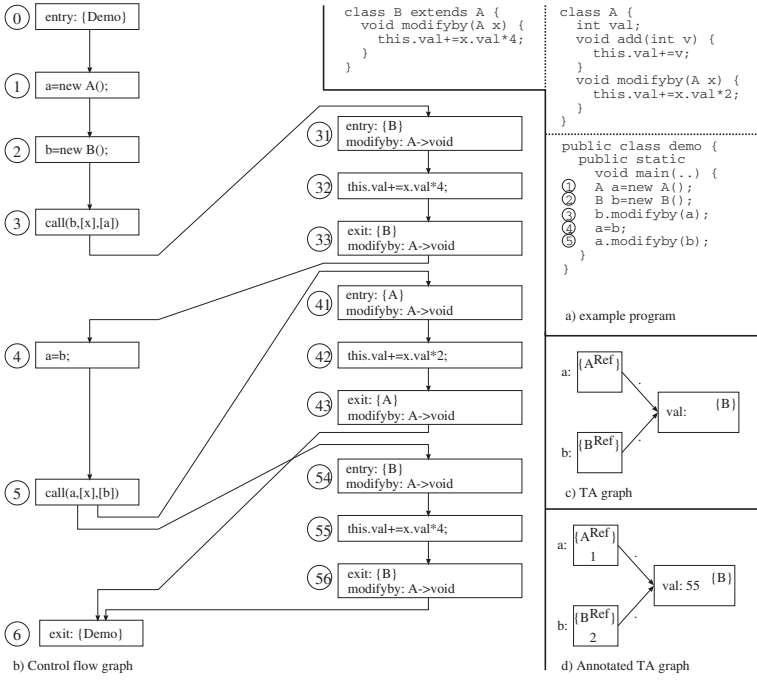 0
entry: {Demo}
1
a=new A();
2
b=new B();
3
call(b,[x],[a])
4
a=b;
5
call(a,[x],[b])
6
exit: {Demo}
b) Control flow graph
31
entry: {B}
modifyby: A->void
32
this.val+=x.val*4;
33
exit: {B}
modifyby: A->void
41
entry: {A}
modifyby: A->void
42
this.val+=x.val*2;
43
exit: {A}
modifyby: A->void
54
entry: {B}
modifyby: A->void
55
this.val+=x.val*4;
56
exit: {B}
modifyby: A->void
class B extends A {
void modifyby(A x) {
this.val+=x.val*4;
}
}
class A {
int val;
void add(int v) {
this.val+=v;
}
void modifyby(A x) {
this.val+=x.val*2;
}
}
public class demo {
public static
void main(..) {
1 A a=new A();
2 B b=new B();
3 b.modifyby(a);
4 a=b;
5 a.modifyby(b);
}
}
a) example program
a: {A^Ref}
val: {B}
b: {B^Ref}
c) TA graph
a: {A^Ref}
1
val: 55 {B}
b: {B^Ref}
2
d) Annotated TA graph